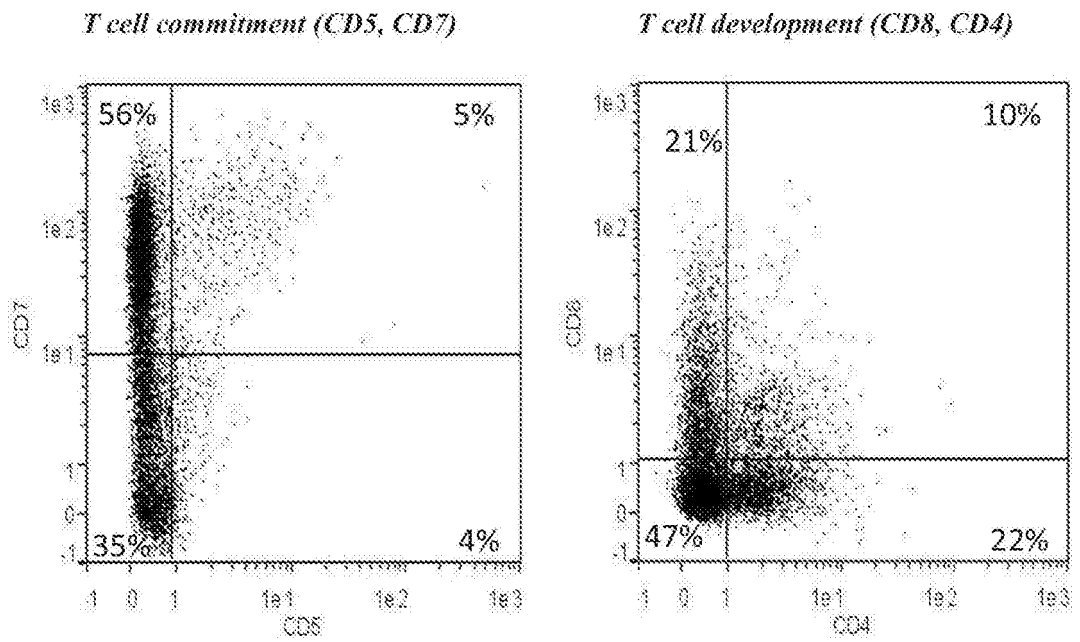 T cell commitment (CD5, CD7)
T cell development (CD8, CD4)
1e3
56%
5%
1e2
CD7
1e1
1
0
-1
35%
4%
-1 0 1 1e1 1e2 1e3
CD5
1e3
21%
10%
1e2
CD8
1e1
1
0
-1
47%
22%
-1 0 1 1e1 1e2 1e3
CD4